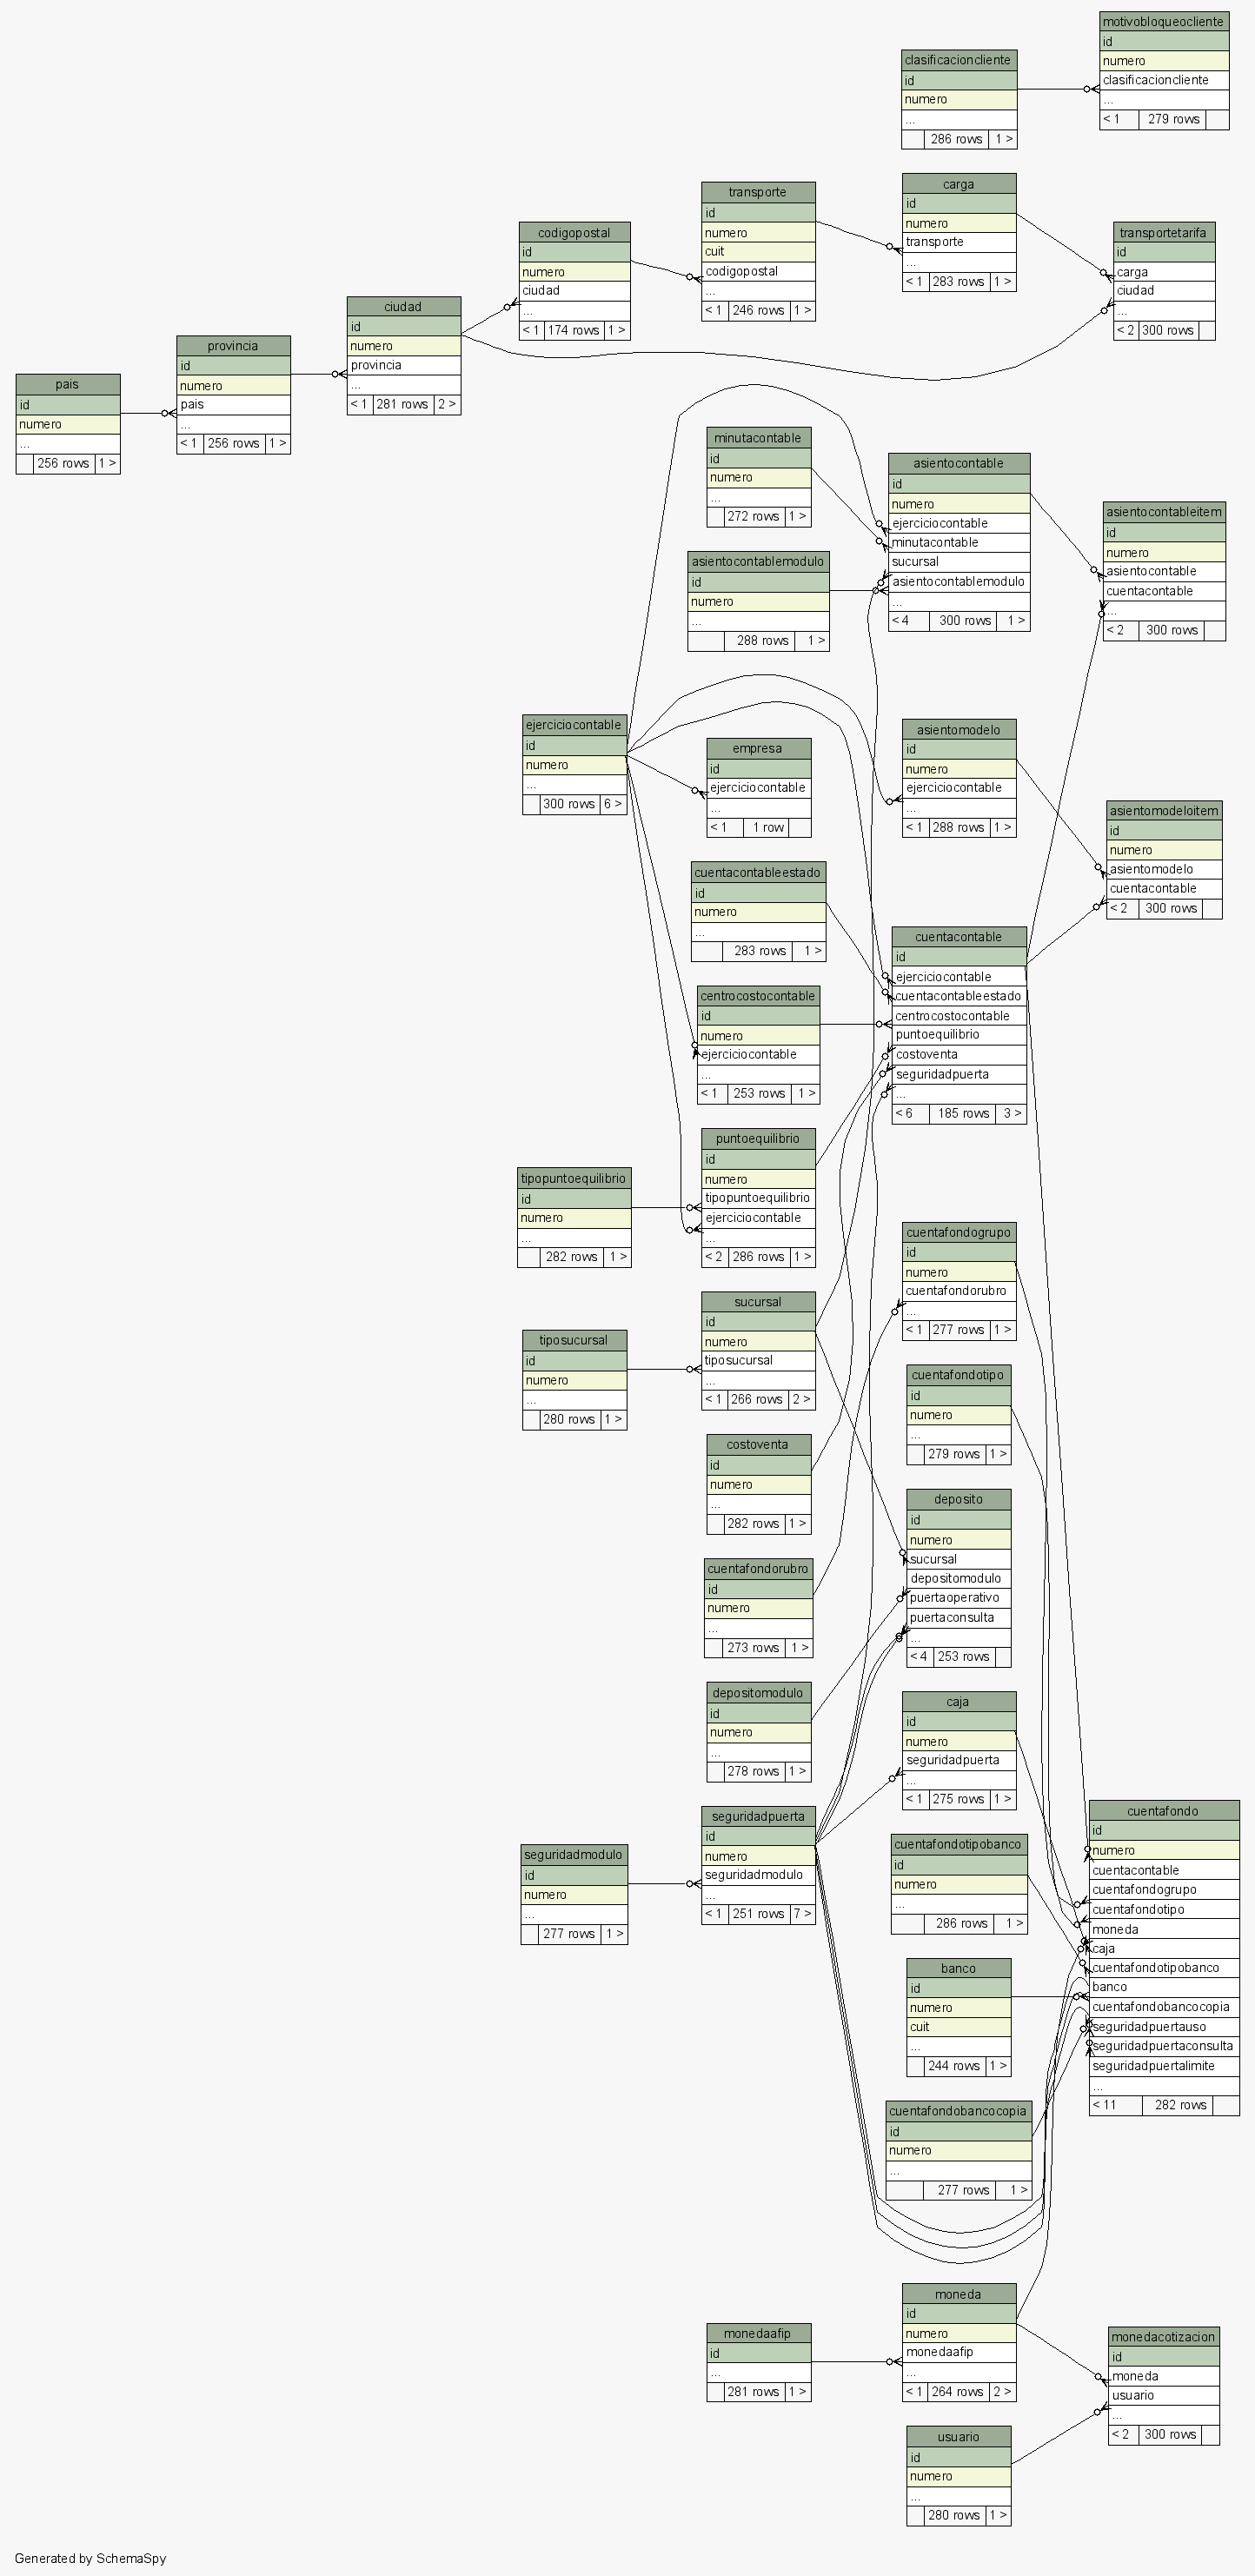 motivobloqueocliente
id
numero
clasificacioncliente
...
< 1 279 rows
clasificacioncliente
id
numero
...
286 rows 1 >
carga
id
numero
transporte
...
< 1 283 rows 1 >
transporte
id
numero
cuit
codigopostal
...
< 1 246 rows 1 >
codigopostal
id
numero
ciudad
...
< 1 174 rows 1 >
transportetarifa
id
carga
ciudad
...
< 2 300 rows
ciudad
id
numero
provincia
...
< 1 281 rows 2 >
provincia
id
numero
pais
...
< 1 256 rows 1 >
pais
id
numero
...
256 rows 1 >
minutacontable
id
numero
...
272 rows 1 >
asientocontable
id
numero
ejerciciocontable
minutacontable
sucursal
asientocontablemodulo
...
< 4 300 rows 1 >
asientocontableitem
id
numero
asientocontable
cuentacontable
...
< 2 300 rows
asientocontablemodulo
id
numero
...
288 rows 1 >
ejerciciocontable
id
numero
...
300 rows 6 >
asientomodelo
id
numero
ejerciciocontable
...
< 1 288 rows 1 >
empresa
id
ejerciciocontable
...
< 1 1 row
asientomodeloitem
id
numero
asientomodelo
cuentacontable
< 2 300 rows
cuentacontableestado
id
numero
...
283 rows 1 >
cuentacontable
id
ejerciciocontable
cuentacontableestado
centrocostocontable
puntoequilibrio
costoventa
seguridadpuerta
...
< 6 185 rows 3 >
centrocostocontable
id
numero
ejerciciocontable
...
< 1 253 rows 1 >
puntoequilibrio
id
numero
tipopuntoequilibrio
ejerciciocontable
...
< 2 286 rows 1 >
tipopuntoequilibrio
id
numero
...
282 rows 1 >
cuentafondogrupo
id
numero
cuentafondorubro
...
< 1 277 rows 1 >
sucursal
id
numero
tiposucursal
...
< 1 266 rows 2 >
tiposucursal
id
numero
...
280 rows 1 >
cuentafondotipo
id
numero
...
279 rows 1 >
costoventa
id
numero
...
282 rows 1 >
deposito
id
numero
sucursal
depositomodulo
puertaoperativo
puertaconsulta
...
< 4 253 rows
cuentafondorubro
id
numero
...
273 rows 1 >
depositomodulo
id
numero
...
278 rows 1 >
caja
id
numero
seguridadpuerta
...
< 1 275 rows 1 >
seguridadpuerta
id
numero
seguridadmodulo
...
< 1 251 rows 7 >
seguridadmodulo
id
numero
...
277 rows 1 >
cuentafondo
id
numero
cuentacontable
cuentafondogrupo
cuentafondotipo
moneda
caja
cuentafondotipobanco
banco
cuentafondobancocopia
seguridadpuertauso
seguridadpuertaconsulta
seguridadpuertalimite
...
< 11 282 rows
cuentafondotipobanco
id
numero
...
286 rows 1 >
banco
id
numero
cuit
...
244 rows 1 >
cuentafondobancocopia
id
numero
...
277 rows 1 >
moneda
id
numero
monedaafip
...
< 1 264 rows 2 >
monedaafip
id
...
281 rows 1 >
monedacotizacion
id
moneda
usuario
...
< 2 300 rows
usuario
id
numero
...
280 rows 1 >
Generated by SchemaSpy